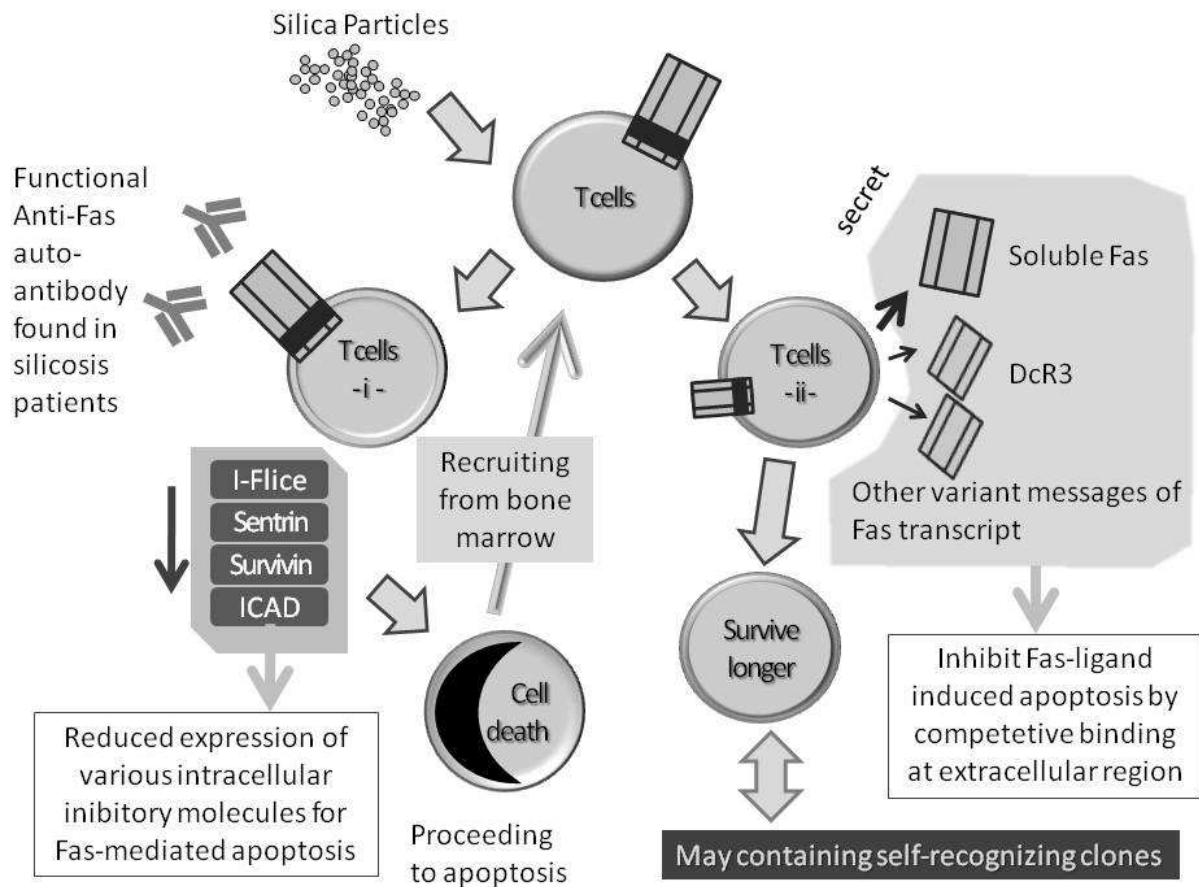 Silica Particles
T cells
Functional
Anti-Fas
auto-
antibody
found in
silicosis
patients
T cells
-i-
secret
Soluble Fas
DcR3
Other variant messages of
Fas transcript
T cells
-ii-
Recruiting
from bone
marrow
I-Flice
Sentrin
Survivin
ICAD
Cell
death
Survive
longer
Reduced expression of
various intracellular
inibitory molecules for
Fas-mediated apoptosis
Proceeding
to apoptosis
Inhibit Fas-ligand
induced apoptosis by
competetive binding
at extracellular region
May containing self-recognizing clones